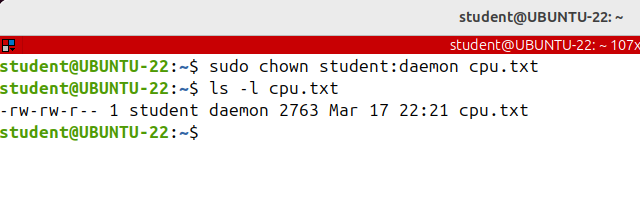 student@UBUNTU-22: ~
student@UBUNTU-22: ~ 107x
student@UBUNTU-22:~$ sudo chown student:daemon cpu.txt
student@UBUNTU-22:~$ ls -l cpu.txt
-rw-rw-r-- 1 student daemon 2763 Mar 17 22:21 cpu.txt
student@UBUNTU-22:~$